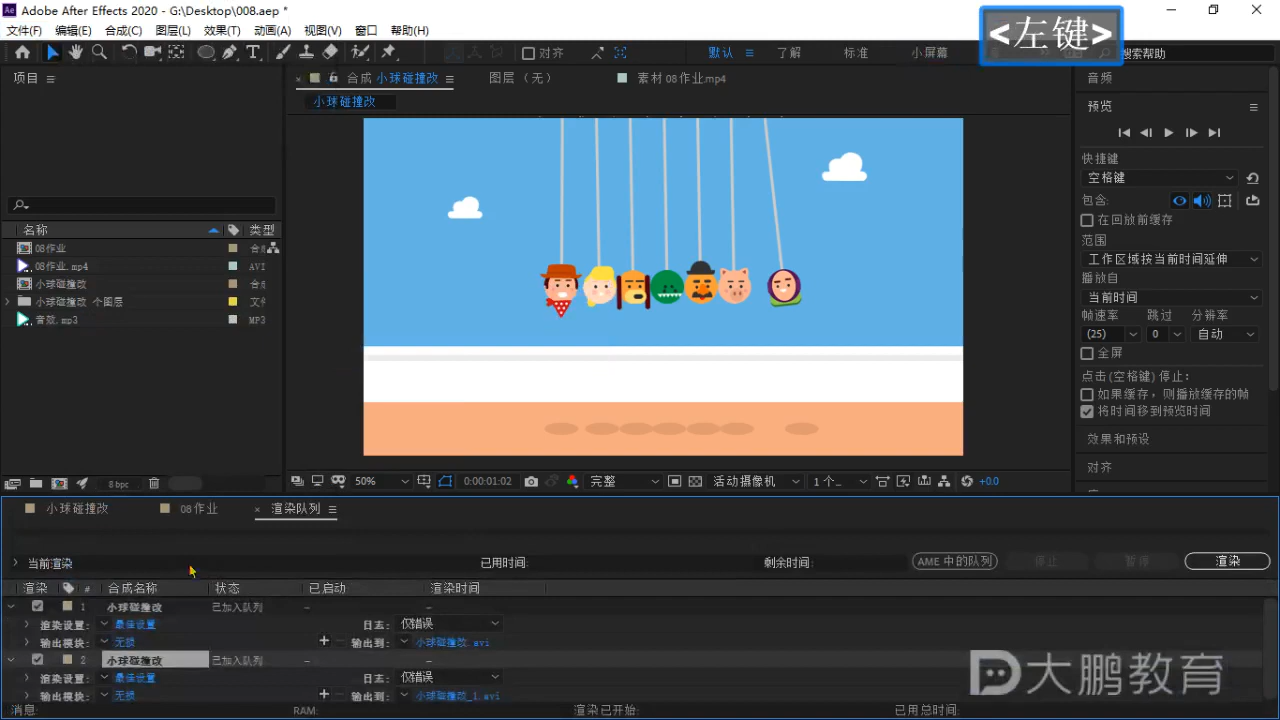 Adobe After Effects 2020 - G:\Desktop\008.aep *
文件(F) 编辑(E) 合成(C) 图层(L) 效果(T) 动画(A) 视图(V) 窗口 帮助(H)
<左键>
对齐 默认 了解 标准 小屏幕 搜索帮助
项目
合成 小球碰撞改 图层 (无) 素材 08作业.mp4
小球碰撞改
音频
预览
快捷键
空格键
包含:
在回放前缓存
范围
工作区域按当前时间延伸
播放自
当前时间
帧速率 跳过 分辨率
(25) 0 自动
全屏
点击(空格键) 停止:
如果缓存, 则播放缓存的帧
将时间移到预览时间
效果和预设
对齐
名称 类型
08作业 合成
08作业.mp4 AVI
小球碰撞改 合成
小球碰撞改 个图层 文件
音效.mp3 MP3
8 bpc
50% 0:00:01:02 完整 活动摄像机 1个... +0.0
小球碰撞改 08作业 渲染队列
当前渲染 已用时间: 剩余时间: AME 中的队列 停止 暂停 渲染
渲染 # 合成名称 状态 已启动 渲染时间
1 小球碰撞改 已加入队列 - -
渲染设置: 最佳设置 日志: 仅错误
输出模块: 无损 输出到: 小球碰撞改.avi
2 小球碰撞改 已加入队列 - -
渲染设置: 最佳设置 日志: 仅错误
输出模块: 无损 输出到: 小球碰撞改_1.avi
大鹏教育
消息: RAM: 渲染已开始: 已用总时间: